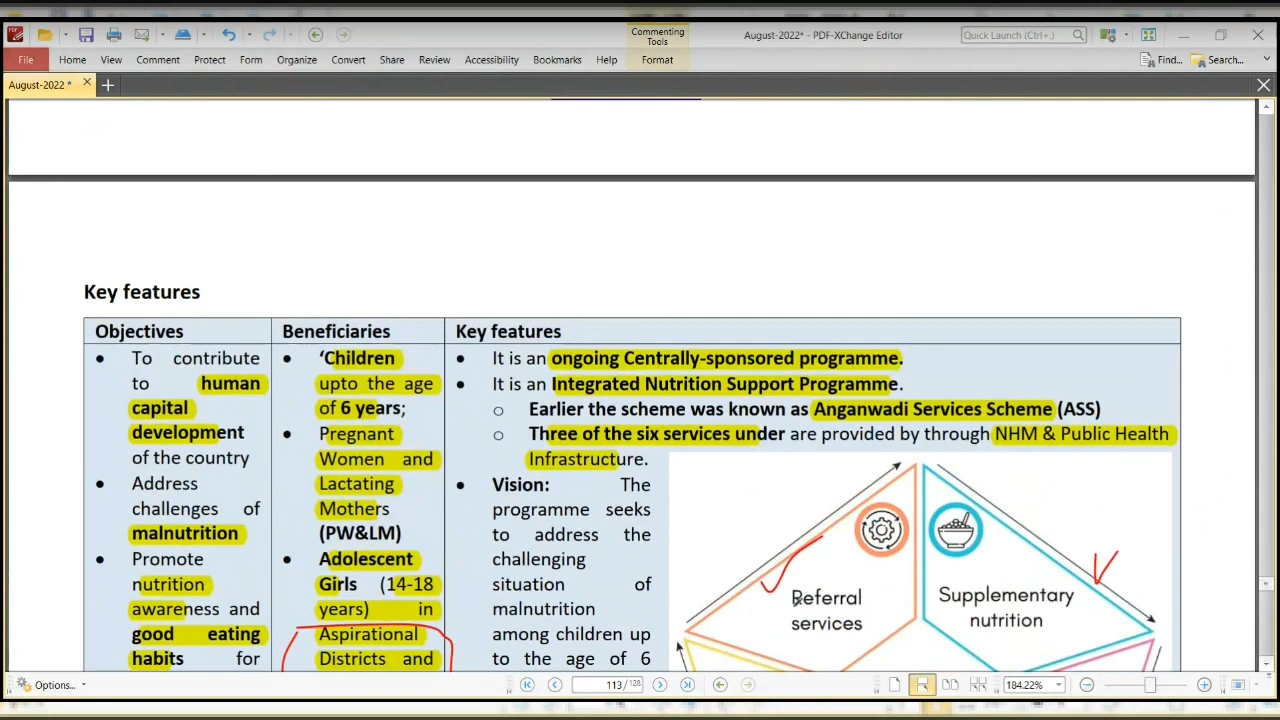 Commenting
Tools
August-2022* - PDF-XChange Editor
Quick Launch (Ctrl+.)
File
Home
View
Comment
Protect
Form
Organize
Convert
Share
Review
Accessibility
Bookmarks
Help
Format
Find...
Search...
August-2022 *
Key features
Objectives
Beneficiaries
Key features
• To contribute
to human
capital
development
of the country
• Address
challenges of
malnutrition
• Promote
nutrition
awareness and
good eating
habits for
• ‘Children
upto the age
of 6 years;
• Pregnant
Women and
Lactating
Mothers
(PW&LM)
• Adolescent
Girls (14-18
years) in
Aspirational
Districts and
• It is an ongoing Centrally-sponsored programme.
• It is an Integrated Nutrition Support Programme.
o Earlier the scheme was known as Anganwadi Services Scheme (ASS)
o Three of the six services under are provided by through NHM & Public Health
Infrastructure.
• Vision: The
programme seeks
to address the
challenging
situation of
malnutrition
among children up
to the age of 6
Referral
services
Supplementary
nutrition
Options...
113 / 128
184.22%